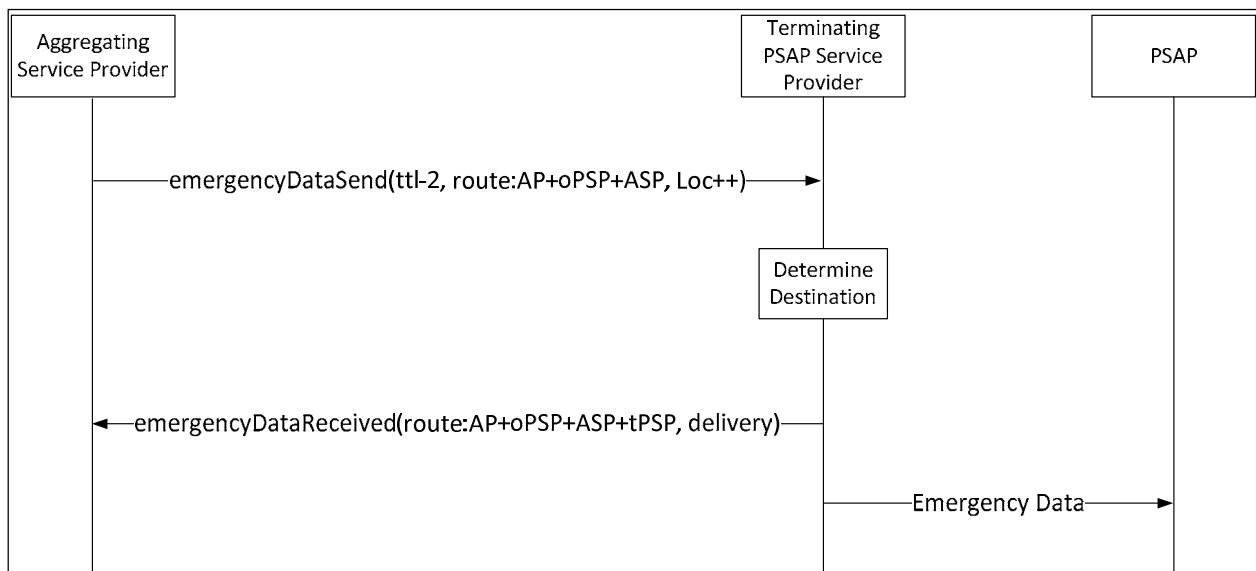 Aggregating
Service Provider
Terminating
PSAP Service
Provider
PSAP
emergencyDataSend(ttl-2, route:AP+oPSP+ASP, Loc++)
Determine
Destination
emergencyDataReceived(route:AP+oPSP+ASP+tPSP, delivery)
Emergency Data